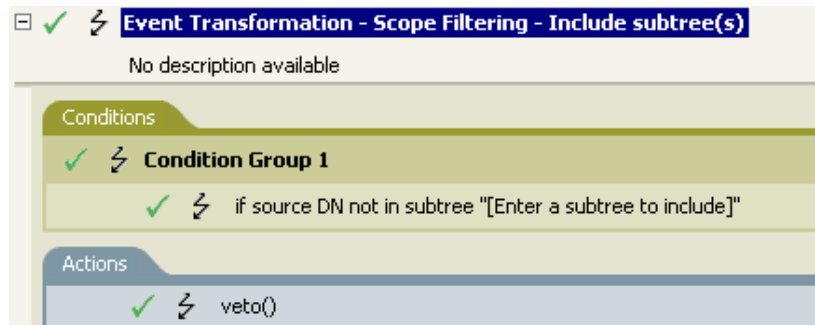 Event Transformation - Scope Filtering - Include subtree(s)
No description available
Conditions
Condition Group 1
if source DN not in subtree "[Enter a subtree to include]"
Actions
veto()